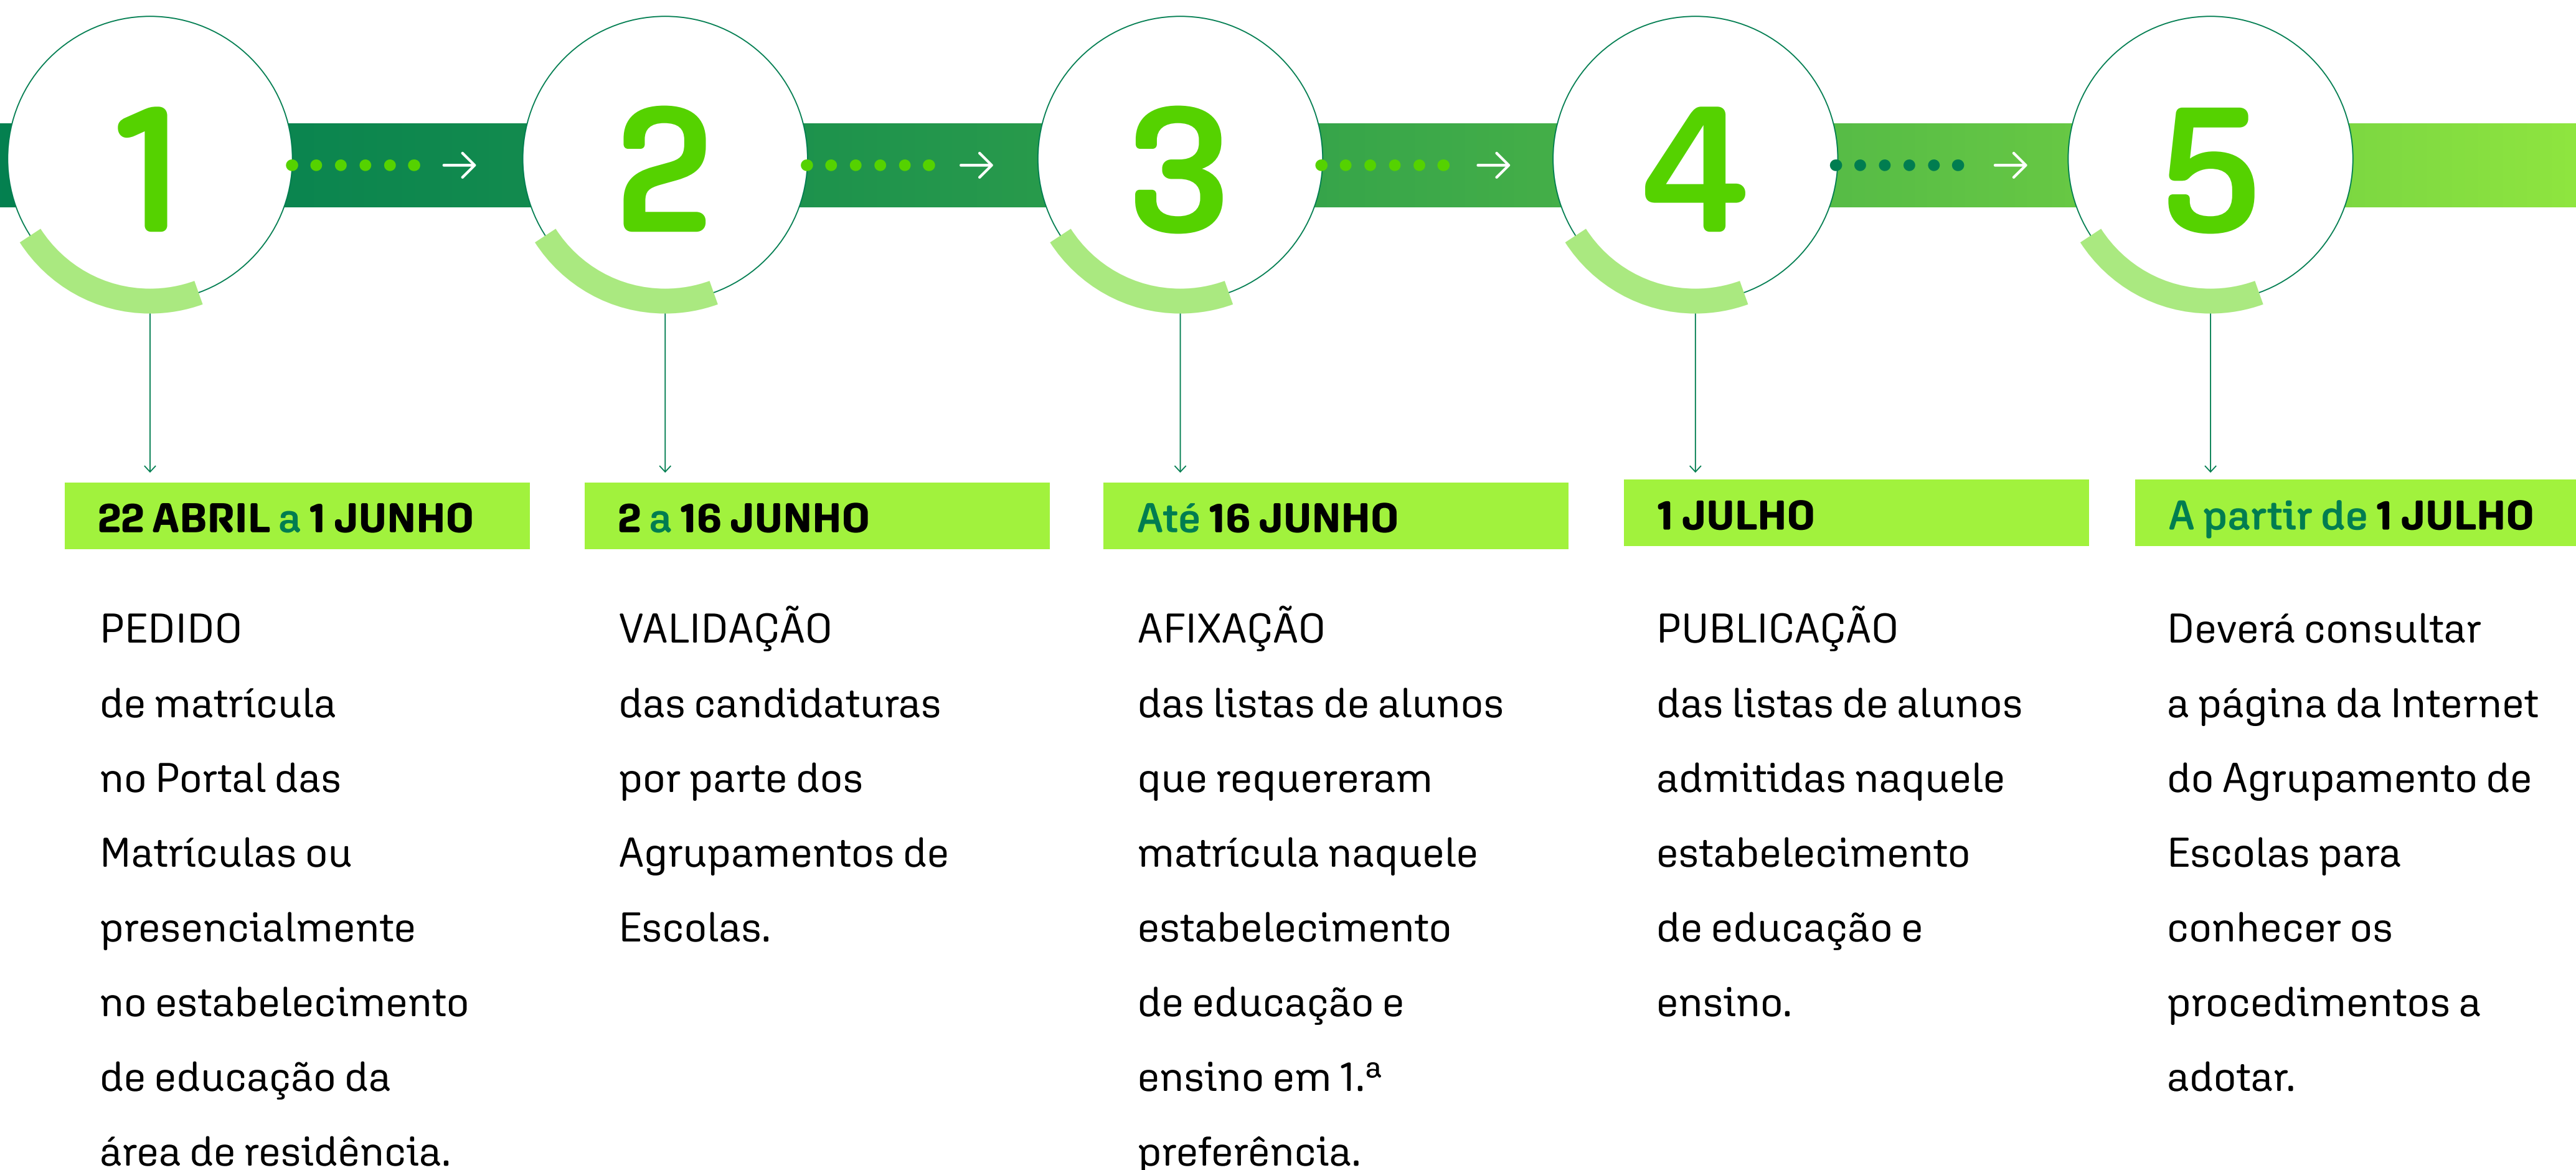 1
2
3
4
5
22 ABRIL a 1 JUNHO
PEDIDO
de matrícula
no Portal das
Matrículas ou
presencialmente
no estabelecimento
de educação da
área de residência.
2 a 16 JUNHO
VALIDAÇÃO
das candidaturas
por parte dos
Agrupamentos de
Escolas.
Até 16 JUNHO
AFIXAÇÃO
das listas de alunos
que requereram
matrícula naquele
estabelecimento
de educação e
ensino em 1.ª
preferência.
1 JULHO
PUBLICAÇÃO
das listas de alunos
admitidas naquele
estabelecimento
de educação e
ensino.
A partir de 1 JULHO
Deverá consultar
a página da Internet
do Agrupamento de
Escolas para
conhecer os
procedimentos a
adotar.